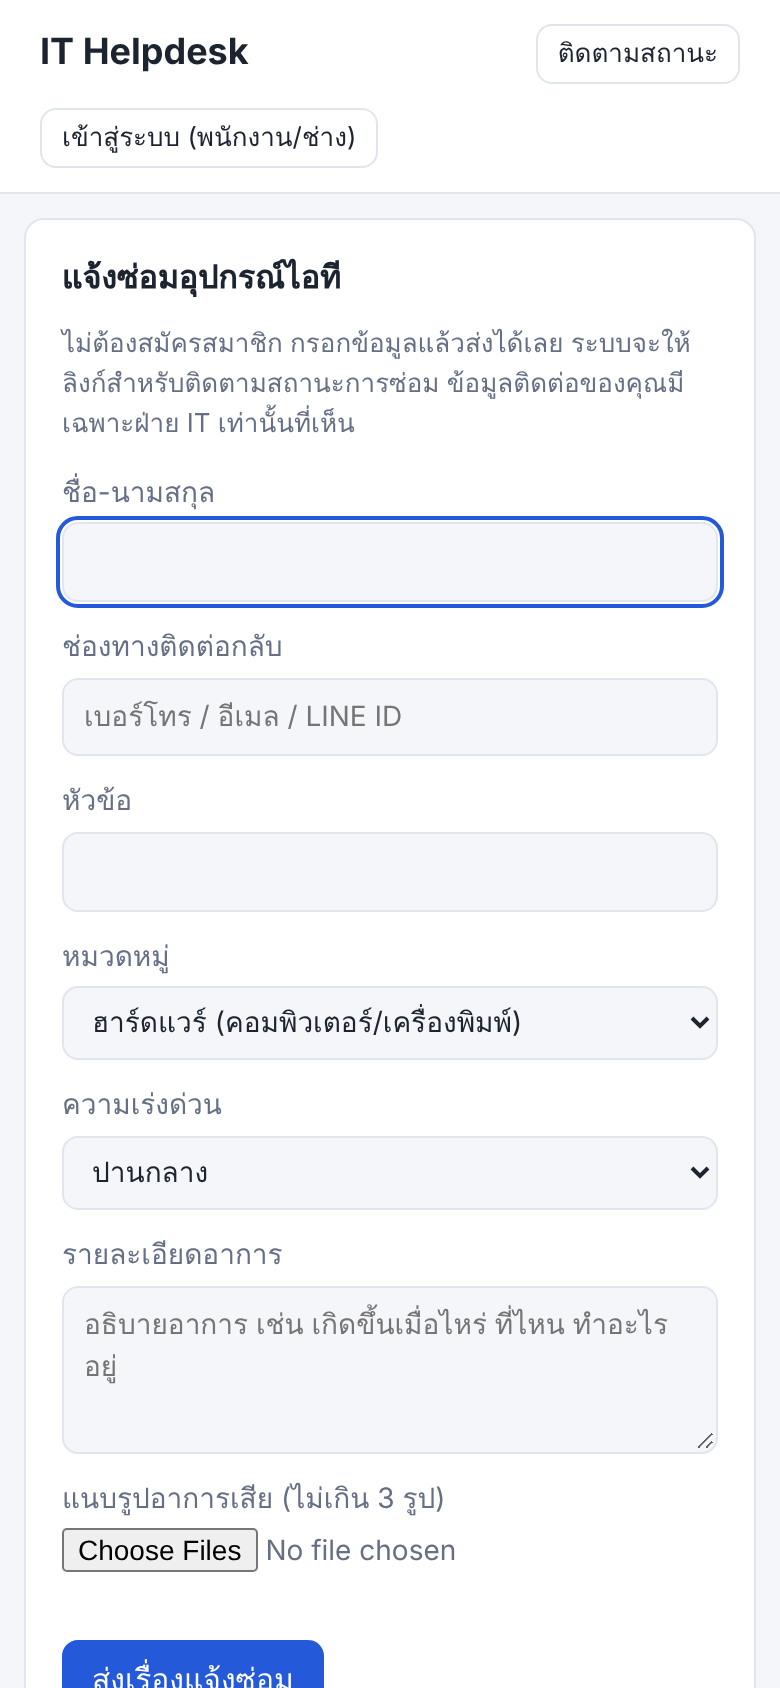 IT Helpdesk
ติดตามสถานะ
เข้าสู่ระบบ (พนักงาน/ช่าง)
แจ้งซ่อมอุปกรณ์ไอที
ไม่ต้องสมัครสมาชิก กรอกข้อมูลแล้วส่งได้เลย ระบบจะให้
ลิงก์สำหรับติดตามสถานะการซ่อม ข้อมูลติดต่อของคุณมี
เฉพาะฝ่าย IT เท่านั้นที่เห็น
ชื่อ-นามสกุล
ช่องทางติดต่อกลับ
เบอร์โทร / อีเมล / LINE ID
หัวข้อ
หมวดหมู่
ฮาร์ดแวร์ (คอมพิวเตอร์/เครื่องพิมพ์)
ความเร่งด่วน
ปานกลาง
รายละเอียดอาการ
อธิบายอาการ เช่น เกิดขึ้นเมื่อไหร่ ที่ไหน ทำอะไร
อยู่
แนบรูปอาการเสีย (ไม่เกิน 3 รูป)
Choose Files No file chosen
ส่งเรื่องแจ้งซ่อม